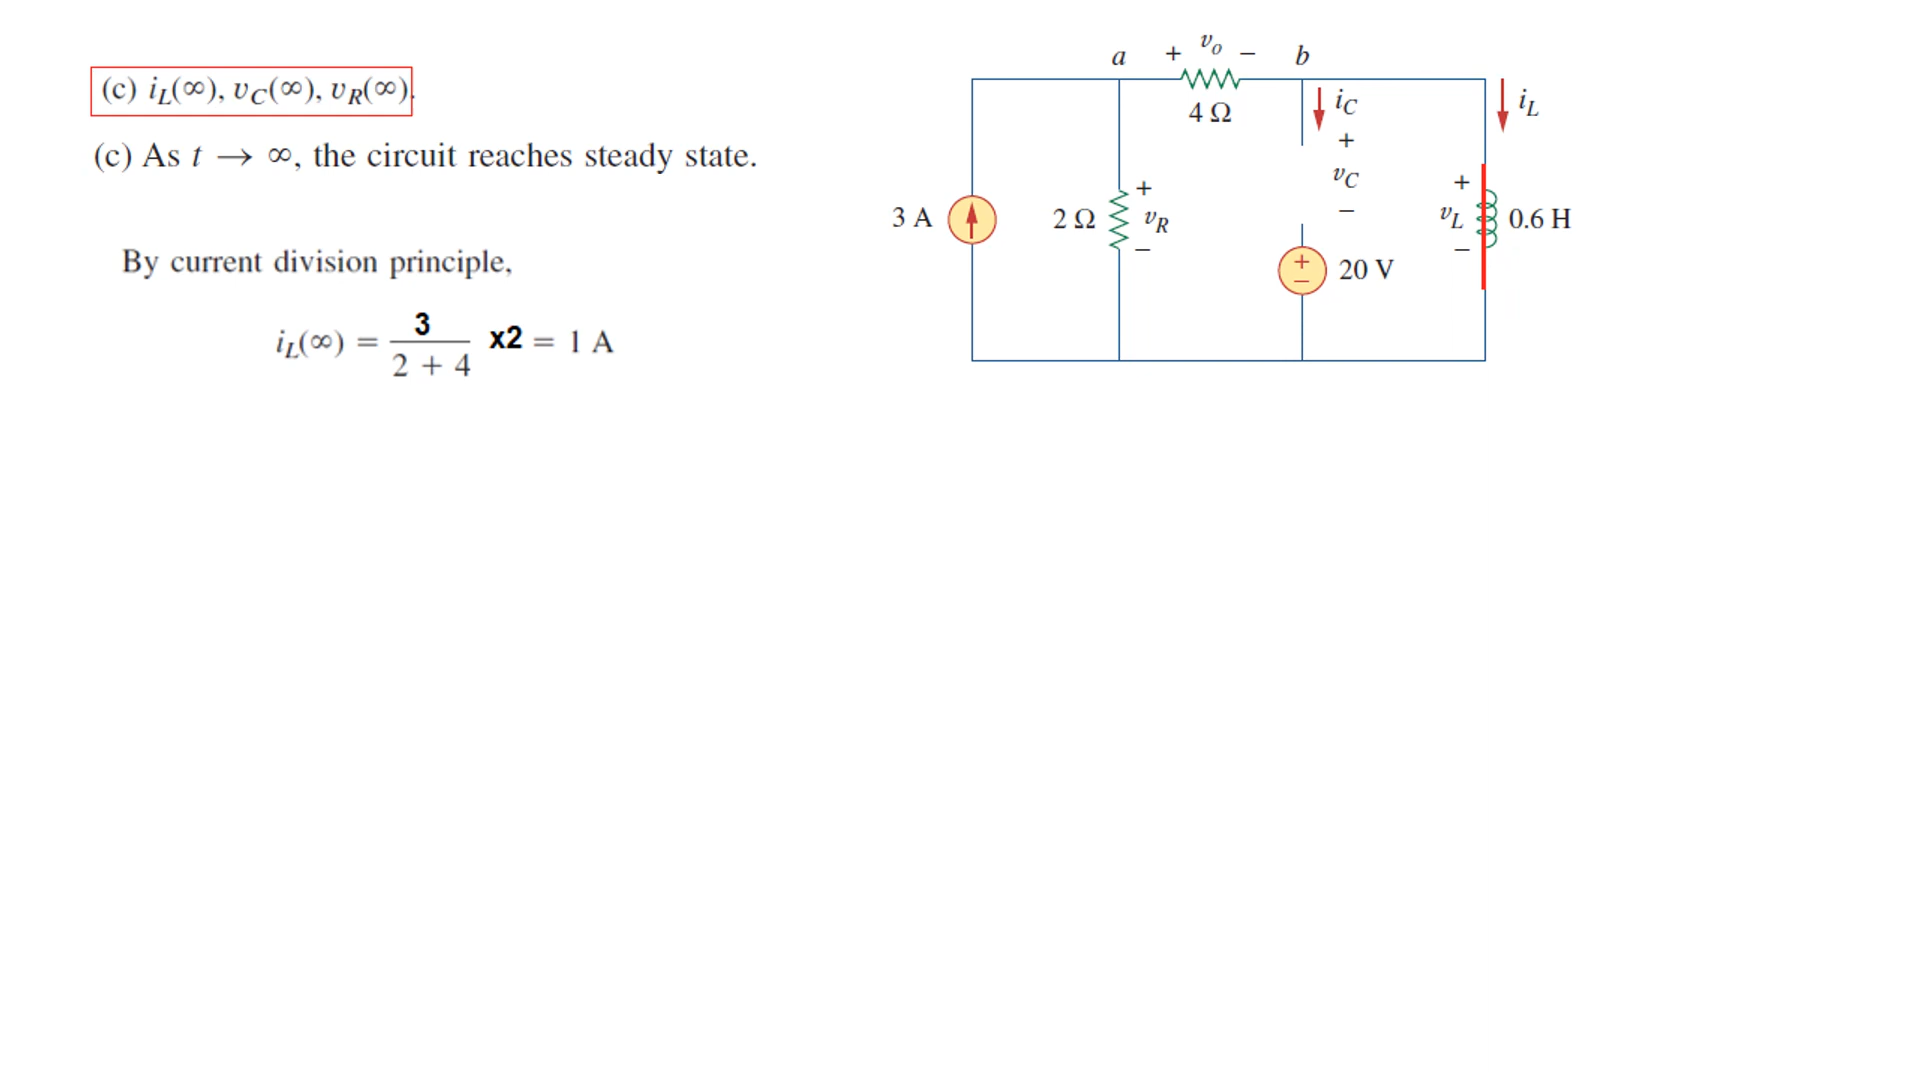 (c) i_L(∞), v_C(∞), v_R(∞).
(c) As t → ∞, the circuit reaches steady state.
By current division principle,
i_L(∞) = 3 / (2 + 4) x2 = 1 A
a + v_o − b
4 Ω
i_C
+
v_C
−
i_L
3 A
2 Ω
+
v_R
−
+
−
20 V
+
v_L
−
0.6 H